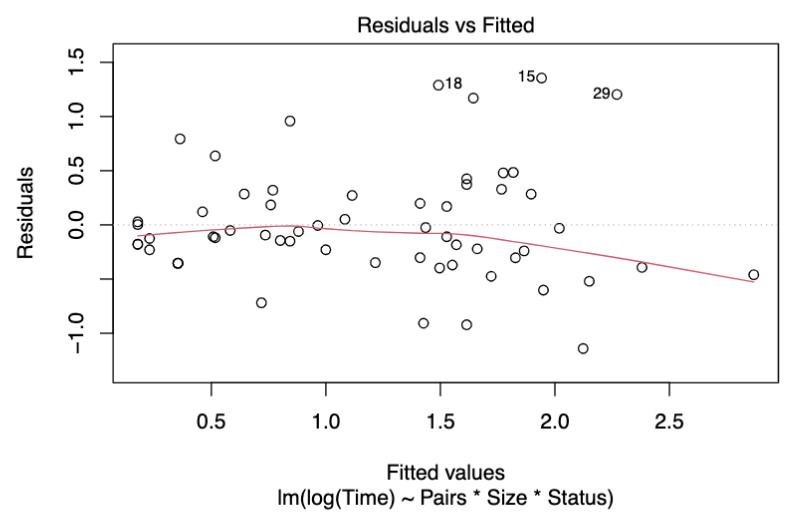 Residuals vs Fitted
Residuals
1.5
1.0
0.5
0.0
−1.0
18
15
29
0.5 1.0 1.5 2.0 2.5
Fitted values
lm(log(Time) ~ Pairs * Size * Status)